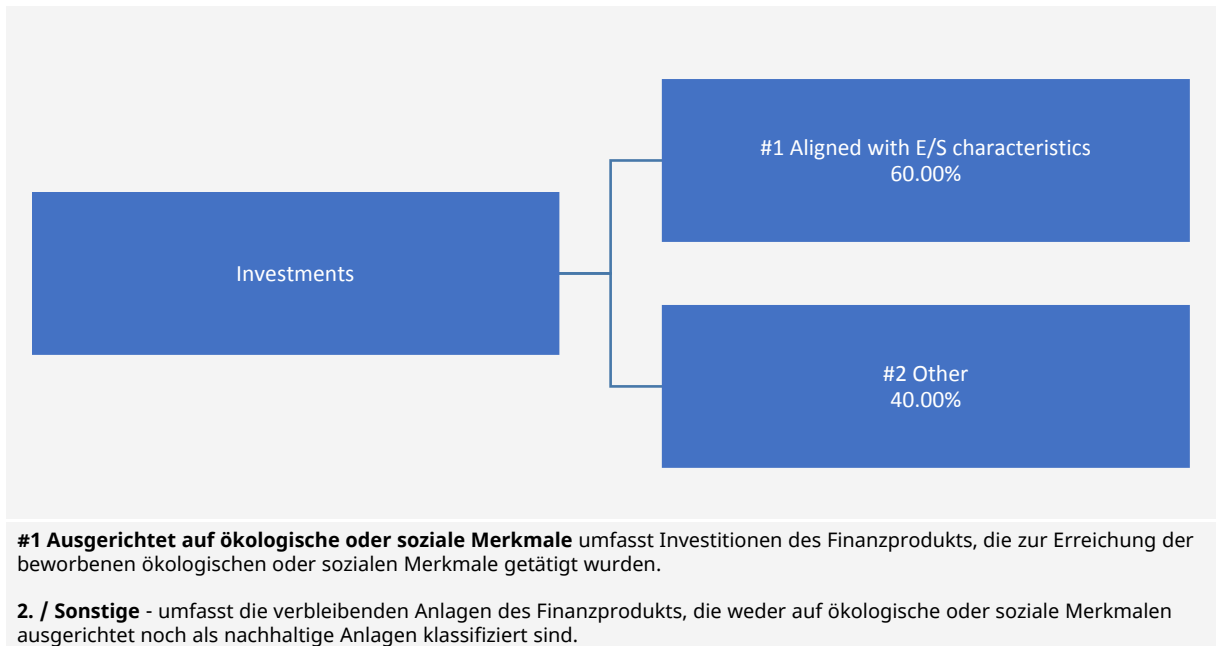 #1 Aligned with E/S characteristics
60.00%
Investments
#2 Other
40.00%
#1 Ausgerichtet auf ökologische oder soziale Merkmale umfasst Investitionen des Finanzprodukts, die zur Erreichung der
beworbenen ökologischen oder sozialen Merkmale getätigt wurden.
2. / Sonstige - umfasst die verbleibenden Anlagen des Finanzprodukts, die weder auf ökologische oder soziale Merkmalen
ausgerichtet noch als nachhaltige Anlagen klassifiziert sind.